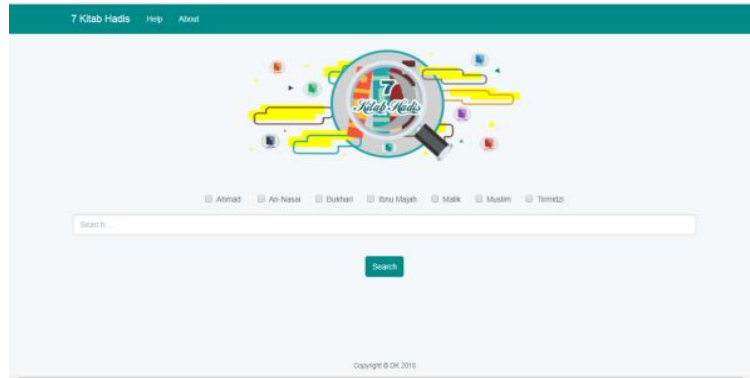 7 Kitab Hadis Help About
7
Kitab Hadis
Ahmad An-Nasai Bukhari Ibnu Majah Malik Muslim Tirmidzi
Search ...
Search
Copyright © DK 2018